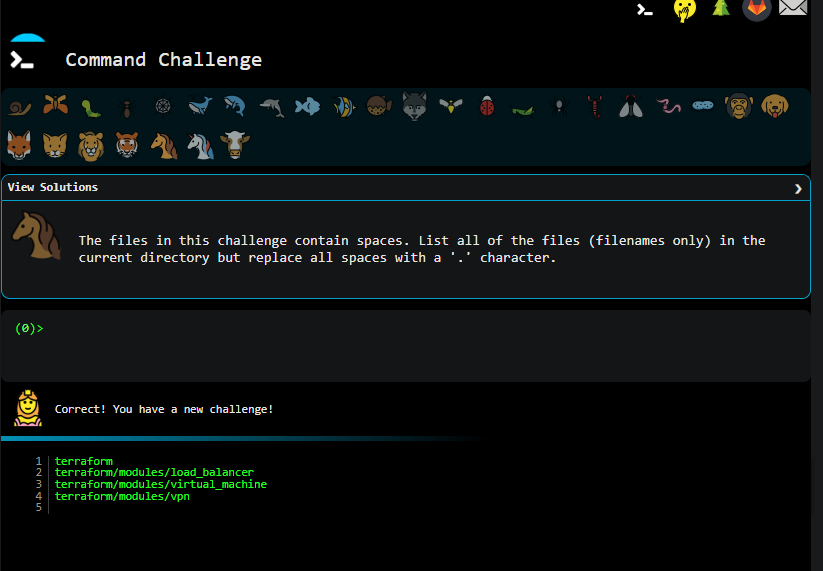 Command Challenge
View Solutions
The files in this challenge contain spaces. List all of the files (filenames only) in the
current directory but replace all spaces with a '.' character.
(0)>
Correct! You have a new challenge!
1 terraform
2 terraform/modules/load_balancer
3 terraform/modules/virtual_machine
4 terraform/modules/vpn
5